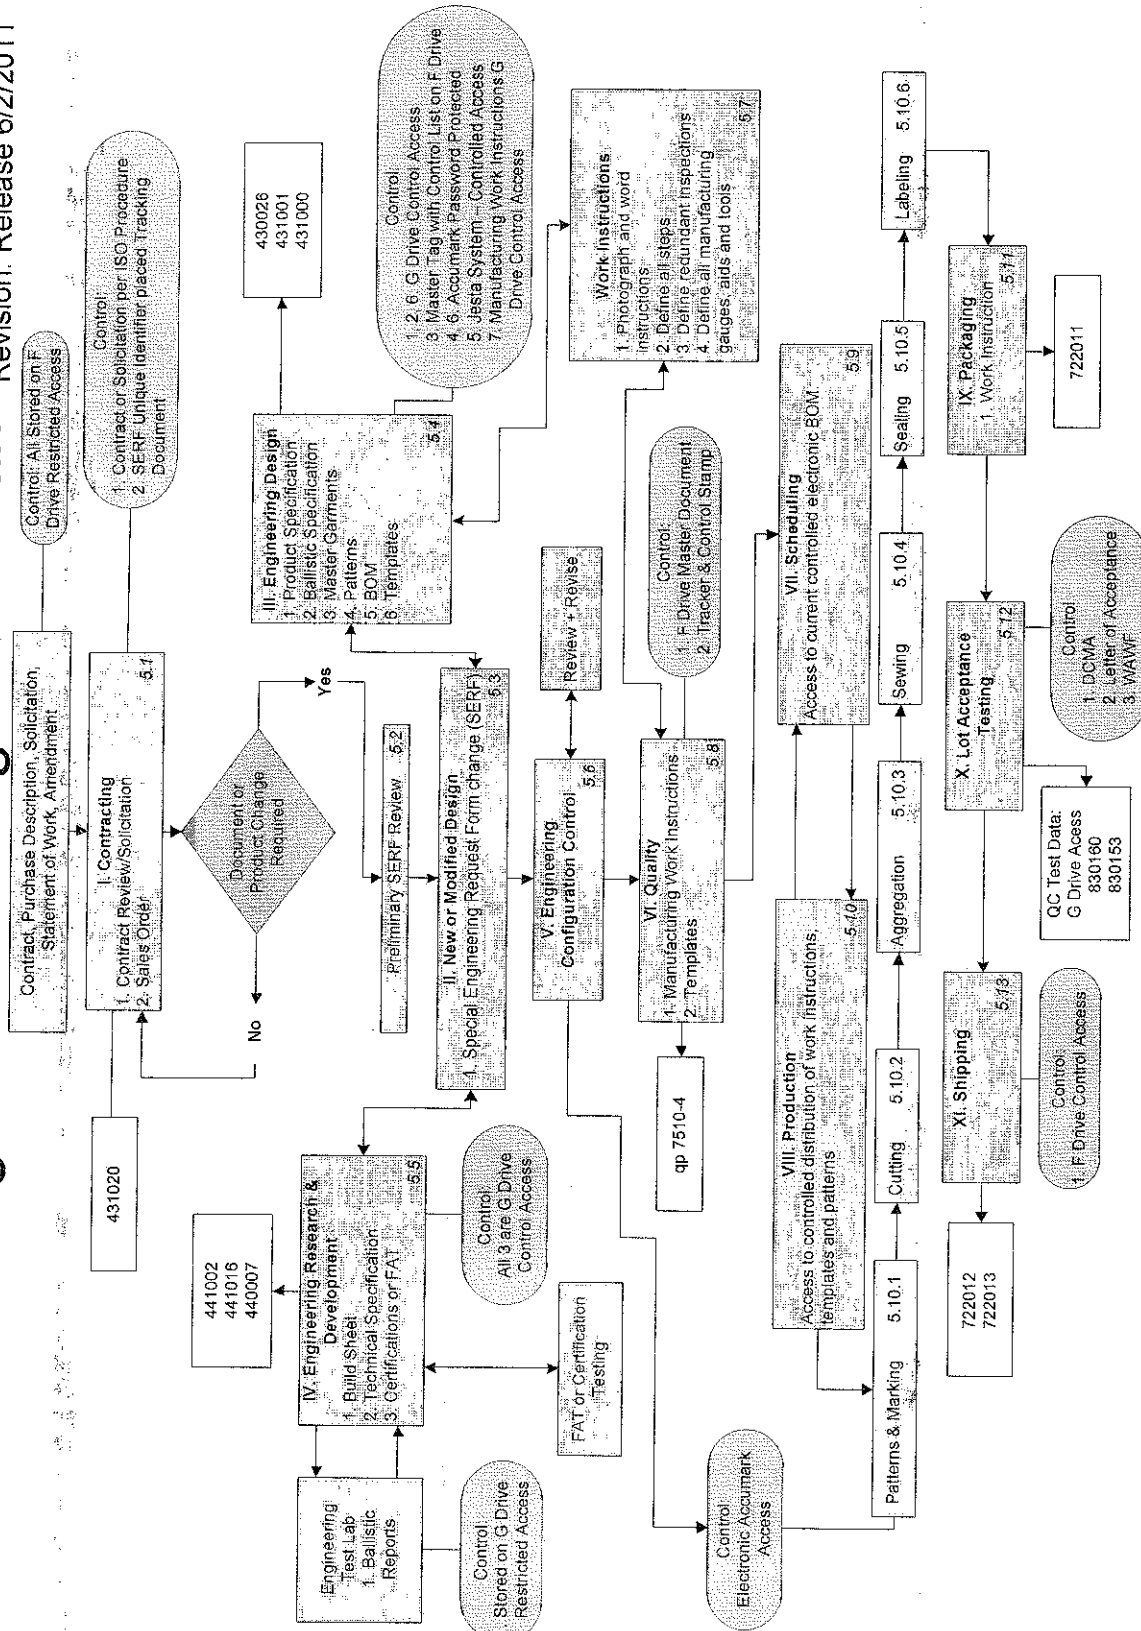 Revision: Release 6/2/2011
Contract, Purchase Description, Solicitation,
Statement of Work, Amendment
Control: All Stored on F
Drive Restricted Access
431020
I. Contracting
1. Contract Review/Solicitation
2. Sales Order
5.1
Control:
1. Contract or Solicitation per ISO Procedure
2. SERF Unique Identifier placed Tracking
Document
Document or
Product Change
Required
No
Yes
Preliminary SERF Review
5.2
II. New or Modified Design
1. Special Engineering Request Form change (SERF)
5.3
III. Engineering Design
1. Product Specification
2. Ballistic Specification
3. Master Garments
4. Patterns
5. BOM
6. Templates
5.4
430026
431001
431000
Control
1. 2. 6. G Drive Control Access
3 Master Tag with Control List on F Drive
4. 6. Accumark Password Protected
5. Jesta System - Controlled Access
7. Manufacturing Work Instructions G
Drive Control Access
441002
441016
440007
IV. Engineering Research &
Development
1. Build Sheet
2. Technical Specification
3. Certifications or FAT
5.5
Engineering
Test Lab
1. Ballistic
Reports
Control
Stored on G Drive
Restricted Access
Control:
All 3 are G Drive
Control Access
FAT or Certification
Testing
V. Engineering
Configuration Control
5.6
Review + Revise
Work Instructions
1. Photograph and word
instructions
2. Define all steps
3. Define redundant inspections
4. Define all manufacturing
gauges, aids and tools
5.7
VI. Quality
1. Manufacturing Work Instructions
2. Templates
5.8
Control:
1. F Drive Master Document
2. Tracker & Control Stamp
qp 7510-4
Control
Electronic Accumark
Access
VIII. Production
Access to controlled distribution of work instructions,
templates and patterns
5.10
VII. Scheduling
Access to current controlled electronic BOM
5.9
Patterns & Marking 5.10.1
Cutting 5.10.2
Aggregation 5.10.3
Sewing 5.10.4
Sealing 5.10.5
Labeling 5.10.6
IX. Packaging
1. Work Instruction
5.11
722011
X. Lot Acceptance
Testing
5.12
Control
1. DCMA
2. Letter of Acceptance
3. WAWF
QC Test Data:
G Drive Acess
830160
830153
XI. Shipping
5.13
Control:
1. F Drive Control Access
722012
722013